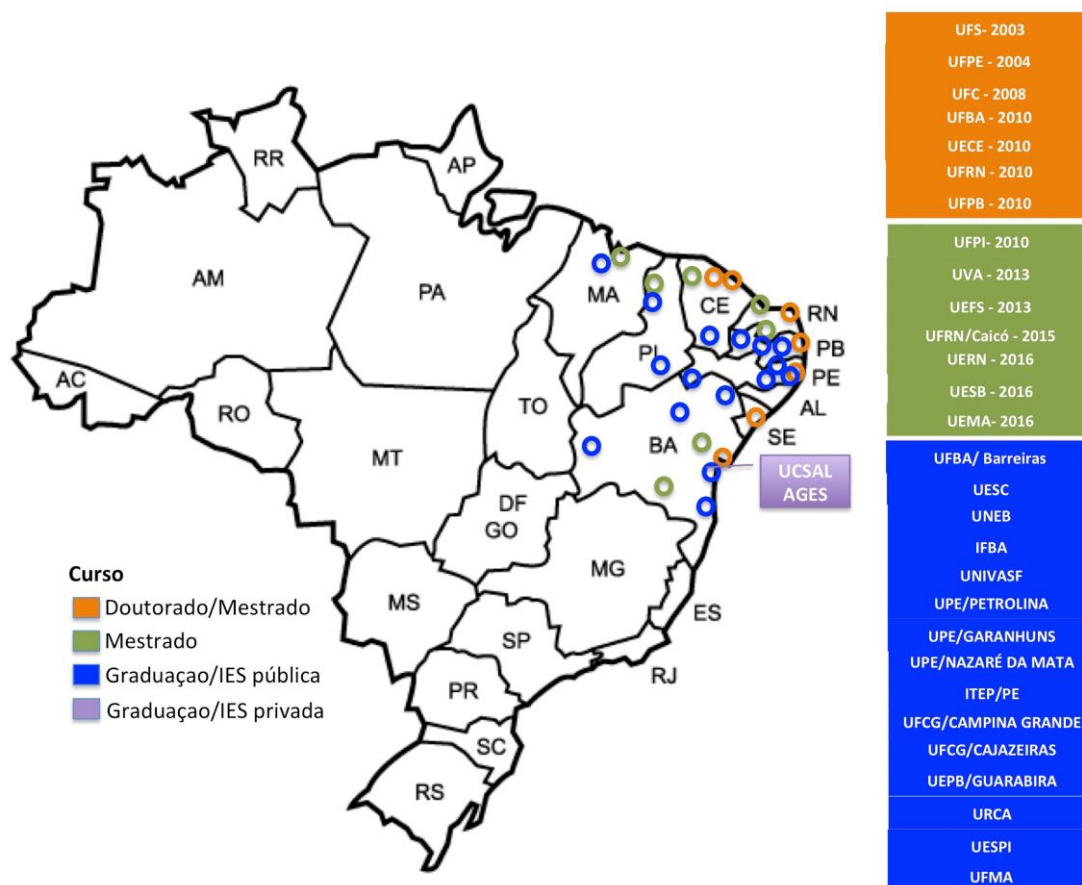 RR
AP
AM
PA
MA
CE
RN
PB
PI
PE
AL
SE
AC
RO
TO
BA
MT
DF
GO
UCSAL
AGES
MG
MS
ES
SP
RJ
PR
SC
RS
Curso
Doutorado/Mestrado
Mestrado
Graduaçao/IES pública
Graduaçao/IES privada
UFS- 2003
UFPE - 2004
UFC - 2008
UFBA - 2010
UECE - 2010
UFRN - 2010
UFPB - 2010
UFPI- 2010
UVA - 2013
UEFS - 2013
UFRN/Caicó - 2015
UERN - 2016
UESB - 2016
UEMA- 2016
UFBA/ Barreiras
UESC
UNEB
IFBA
UNIVASF
UPE/PETROLINA
UPE/GARANHUNS
UPE/NAZARÉ DA MATA
ITEP/PE
UFCG/CAMPINA GRANDE
UFCG/CAJAZEIRAS
UEPB/GUARABIRA
URCA
UESPI
UFMA